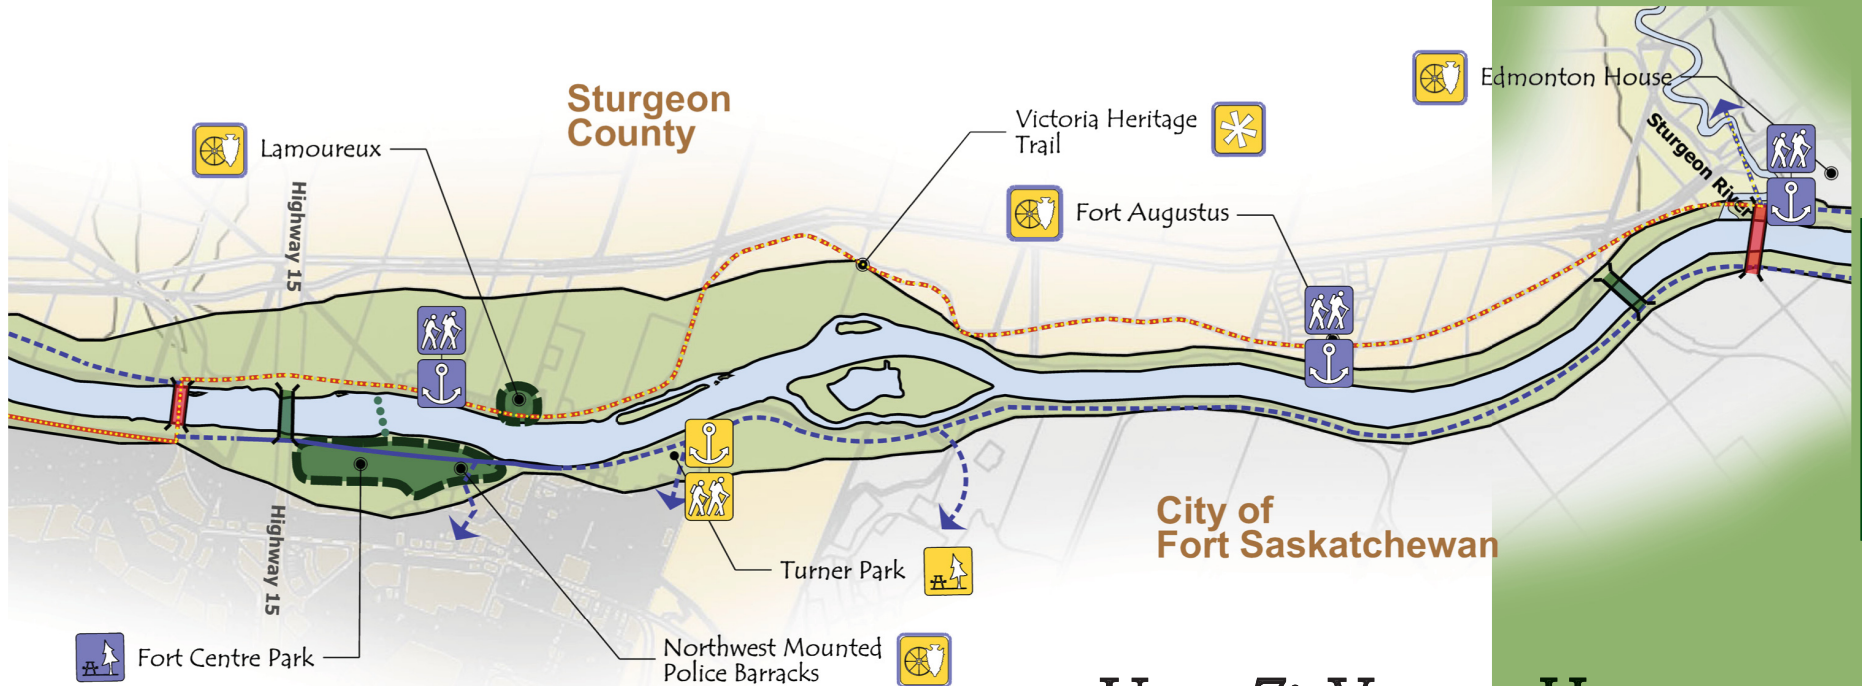 Sturgeon
County
Edmonton House
Victoria Heritage
Trail
Lamoureux
Sturgeon River
Fort Augustus
Highway 15
City of
Fort Saskatchewan
Highway 15
Turner Park
Northwest Mounted
Police Barracks
Fort Centre Park